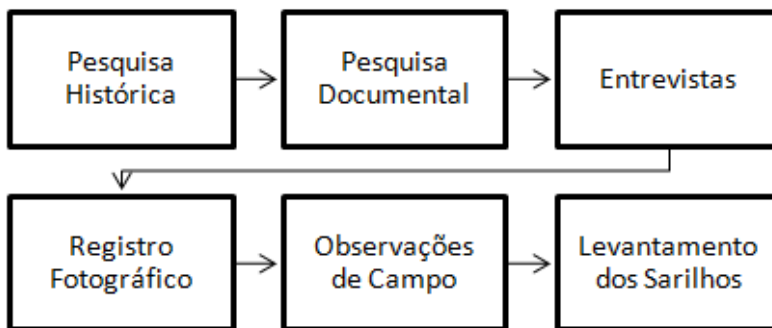 Pesquisa
Histórica
Pesquisa
Documental
Entrevistas
Registro
Fotográfico
Observações
de Campo
Levantamento
dos Sarilhos